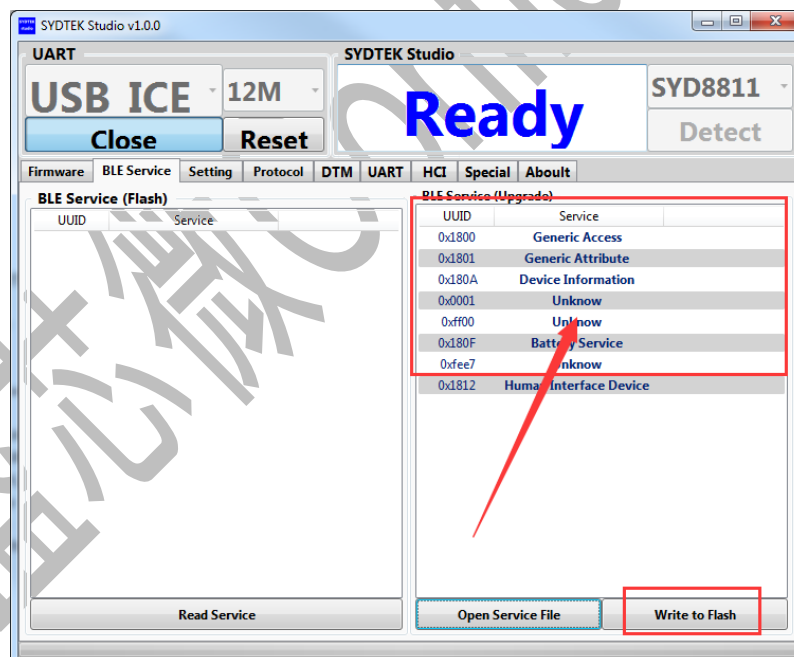 SYDTEK Studio v1.0.0
UART
USB ICE
12M
Close
Reset
SYDTEK Studio
Ready
SYD8811
Detect
Firmware BLE Service Setting Protocol DTM UART HCI Special Aboult
BLE Service (Flash)
UUID Service
Read Service
BLE Service (Upgrade)
UUID Service
0x1800 Generic Access
0x1801 Generic Attribute
0x180A Device Information
0x0001 Unknow
0xff00 Unknow
0x180F Battery Service
0xfee7 Unknow
0x1812 Human Interface Device
Open Service File
Write to Flash